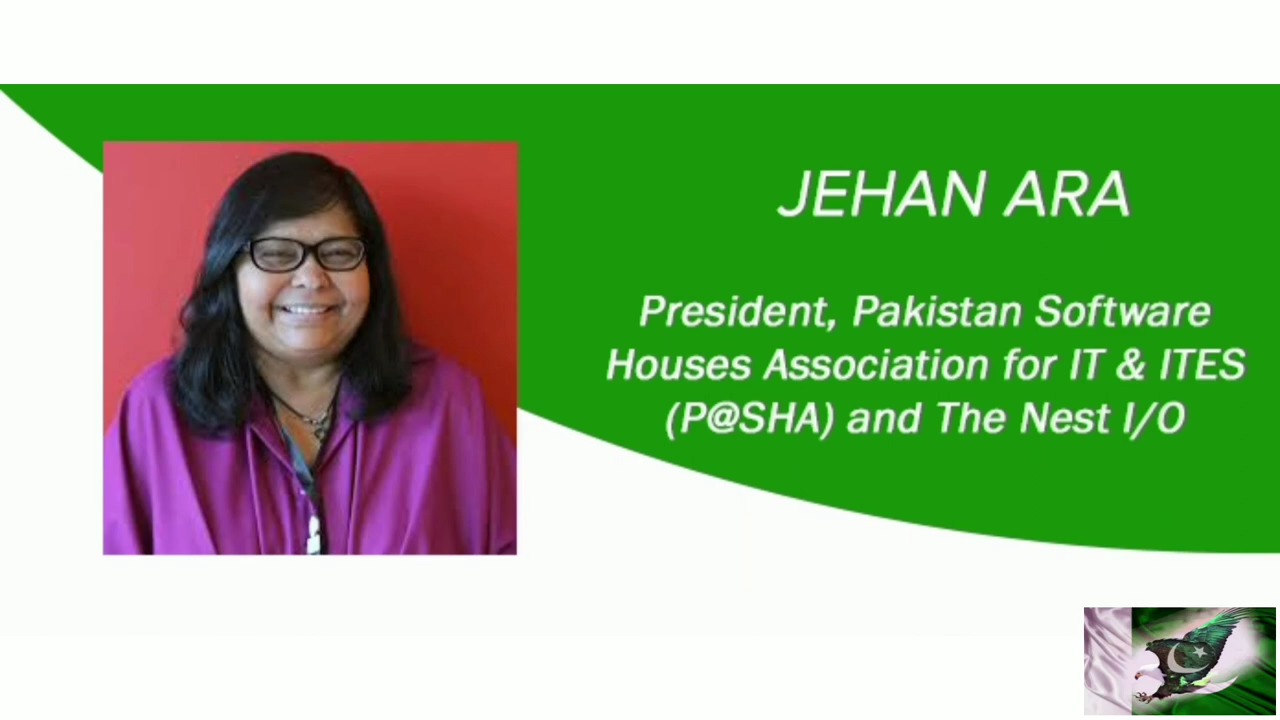 JEHAN ARA
President, Pakistan Software
Houses Association for IT & ITES
(P@SHA) and The Nest I/O